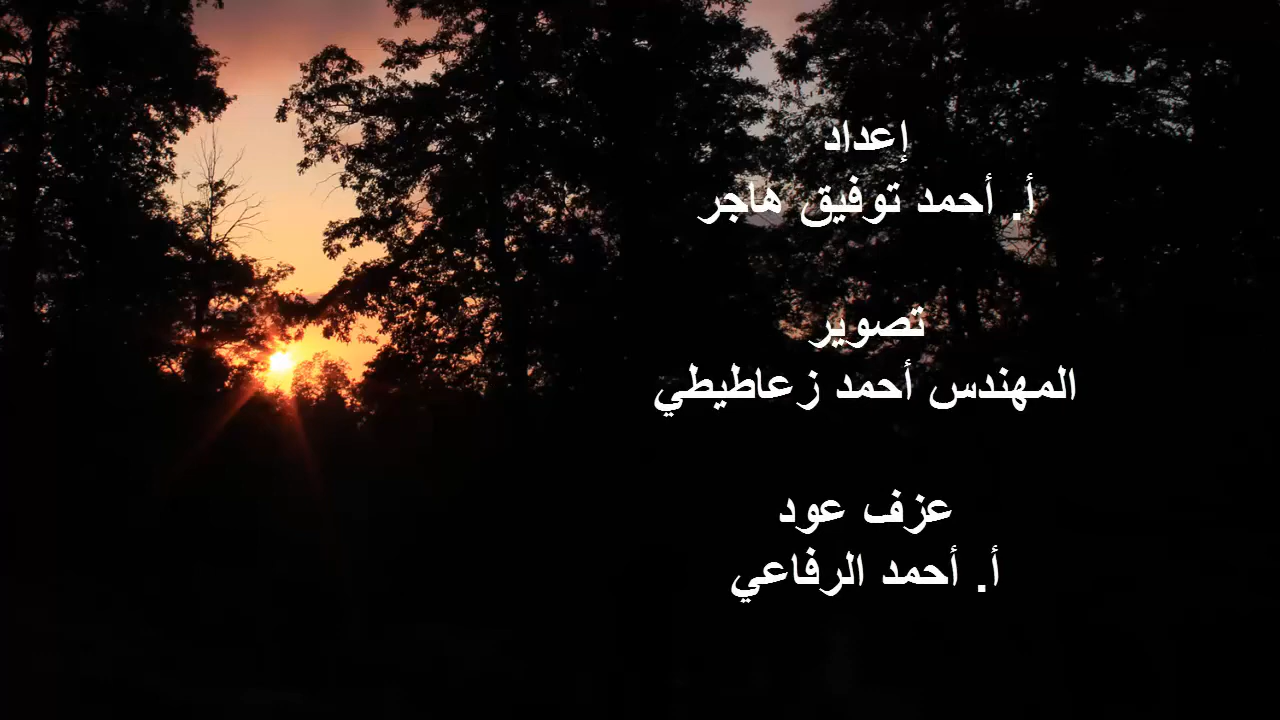 إعداد
أ. أحمد توفيق هاجر
تصوير
المهندس أحمد زعاطيطي
عزف عود
أ. أحمد الرفاعي